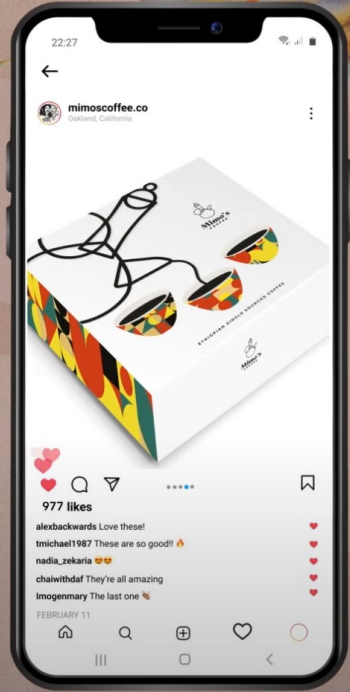 22:27
mimoscoffee.co
Oakland, California
Mimo's
COFFEE
ETHIOPIAN SINGLE SOURCED COFFEE
Mimo's
COFFEE
977 likes
alexbackwards Love these!
tmichael1987 These are so good!! 🔥
nadia_zekaria 😍😍
chaiwithdaf They're all amazing
Imogenmary The last one 👏🏽
FEBRUARY 11